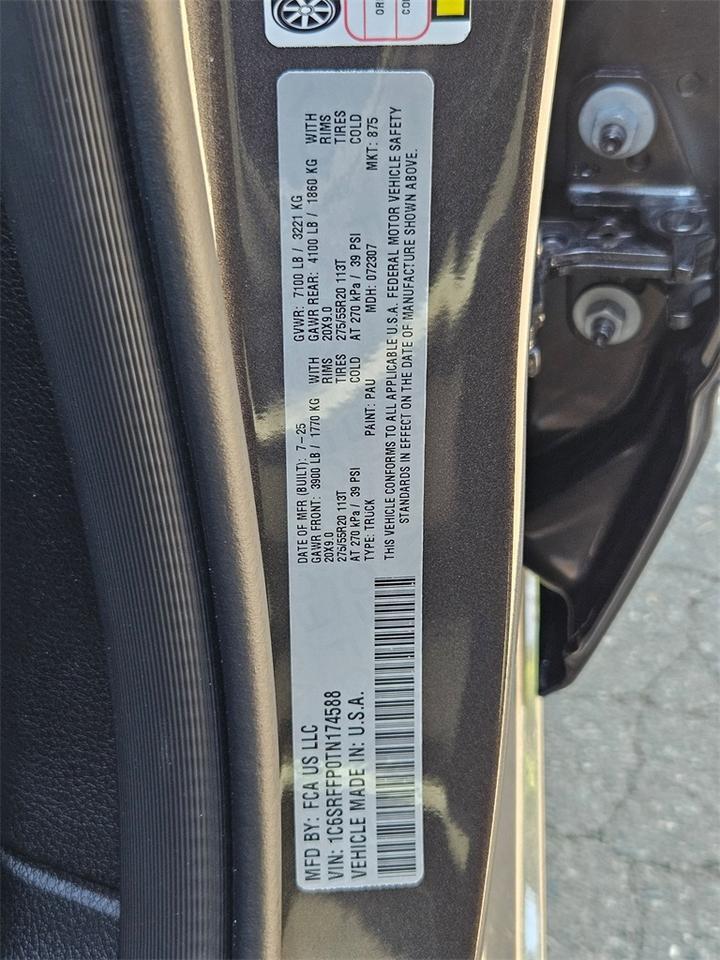 MFD BY: FCA US LLC
VIN: 1C6SRFFP0TN174588
VEHICLE MADE IN: U.S.A.
DATE OF MFR (BUILT): 7-25 GVWR: 7100 LB / 3221 KG
GAWR FRONT: 3900 LB / 1770 KG WITH GAWR REAR: 4100 LB / 1860 KG WITH
20X9.0 RIMS 20X9.0 RIMS
275/55R20 113T TIRES 275/55R20 113T TIRES
AT 270 kPa / 39 PSI COLD AT 270 kPa / 39 PSI COLD
TYPE: TRUCK PAINT: PAU MDH: 072307 MKT: 875
THIS VEHICLE CONFORMS TO ALL APPLICABLE U.S.A. FEDERAL MOTOR VEHICLE SAFETY
STANDARDS IN EFFECT ON THE DATE OF MANUFACTURE SHOWN ABOVE.